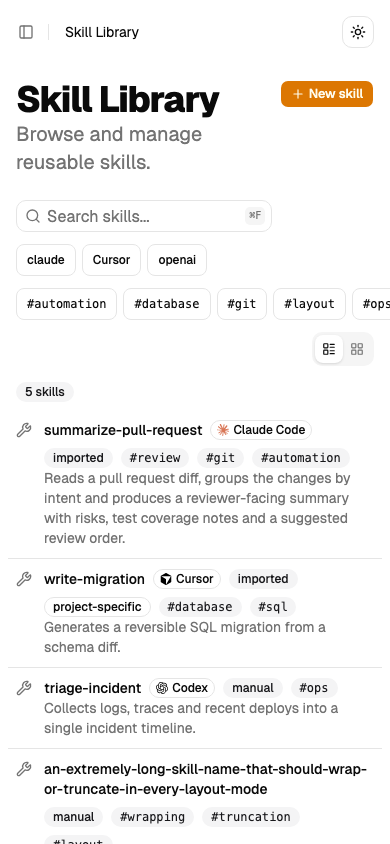 Skill Library
Skill Library
New skill
Browse and manage
reusable skills.
Search skills...
⌘F
claude Cursor openai
#automation #database #git #layout #ops
5 skills
summarize-pull-request Claude Code
imported #review #git #automation
Reads a pull request diff, groups the changes by
intent and produces a reviewer-facing summary
with risks, test coverage notes and a suggested
review order.
write-migration Cursor imported
project-specific #database #sql
Generates a reversible SQL migration from a
schema diff.
triage-incident Codex manual #ops
Collects logs, traces and recent deploys into a
single incident timeline.
an-extremely-long-skill-name-that-should-wrap-
or-truncate-in-every-layout-mode
manual #wrapping #truncation
#layout